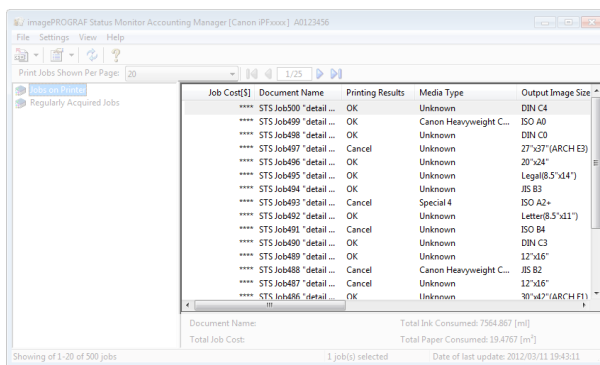 imagePROGRAF Status Monitor Accounting Manager [Canon iPFxxxx] A0123456
File Settings View Help
Print Jobs Shown Per Page: 20 1/25
Jobs on Printer
Regularly Acquired Jobs
Job Cost[$] Document Name Printing Results Media Type Output Image Size
**** STS Job500 "detail ... OK Unknown DIN C4
**** STS Job499 "detail ... OK Canon Heavyweight C... ISO A0
**** STS Job498 "detail ... OK Unknown DIN C0
**** STS Job497 "detail ... Cancel Unknown 27"x37"(ARCH E3)
**** STS Job496 "detail ... OK Unknown 20"x24"
**** STS Job495 "detail ... OK Unknown Legal(8.5"x14")
**** STS Job494 "detail ... OK Unknown JIS B3
**** STS Job493 "detail ... Cancel Special 4 ISO A2+
**** STS Job492 "detail ... OK Unknown Letter(8.5"x11")
**** STS Job491 "detail ... Cancel Unknown ISO B4
**** STS Job490 "detail ... OK Unknown DIN C3
**** STS Job489 "detail ... OK Unknown 12"x16"
**** STS Job488 "detail ... Cancel Canon Heavyweight C... JIS B2
**** STS Job487 "detail ... Cancel Unknown 12"x16"
**** STS Job486 "detail ... OK Unknown 30"x42"(ARCH E1)
Document Name: Total Ink Consumed: 7564.867 [ml]
Total Job Cost: Total Paper Consumed: 19.4767 [m²]
Showing of 1-20 of 500 jobs 1 job(s) selected Date of last update: 2012/03/11 19:43:11